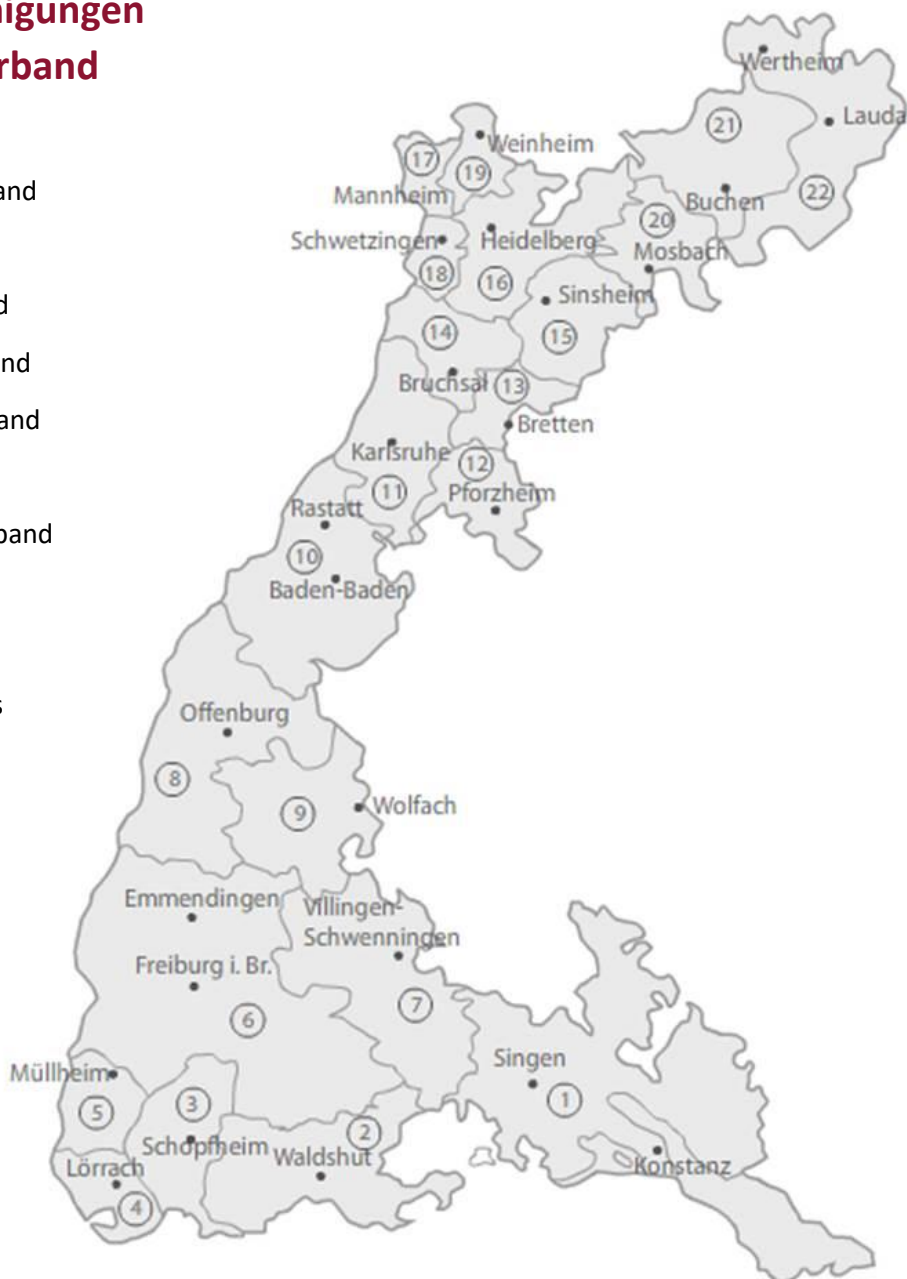 nigungen
rband
and
d
nd
and
band
s
Wertheim
Lauda
21
Weinheim
17
19
22
Mannheim
Buchen
20
Schwetzingen
Heidelberg
Mosbach
18
16
Sinsheim
14
15
Bruchsal
13
Bretten
Karlsruhe
12
11
Pforzheim
Rastatt
10
Baden-Baden
Offenburg
8
9
Wolfach
Emmendingen
Villingen-
Schwenningen
Freiburg i. Br.
7
6
Singen
Müllheim
5
3
1
2
Schopfheim
Waldshut
Lörrach
Konstanz
4